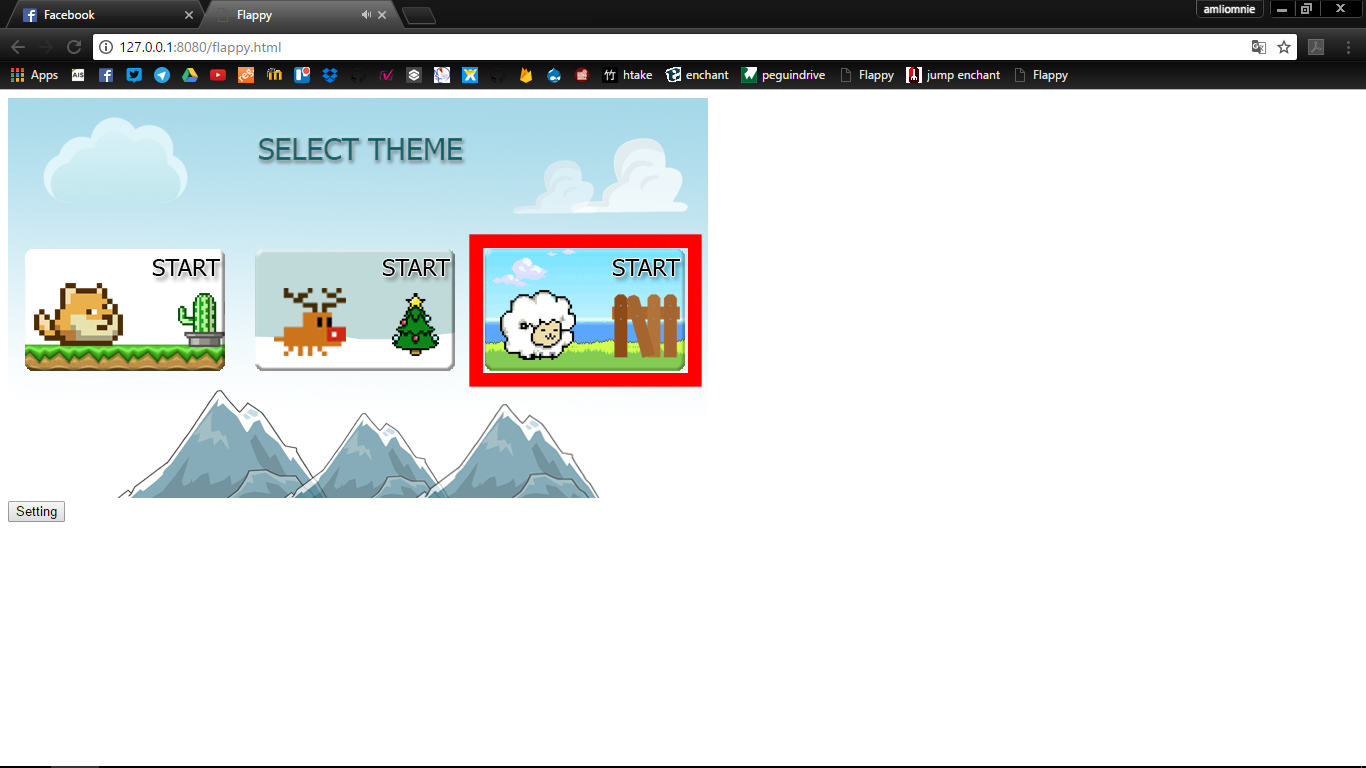 Facebook
Flappy
amliomnie
127.0.0.1:8080/flappy.html
Apps
AIS
htake
enchant
peguindrive
Flappy
jump enchant
Flappy
SELECT THEME
START
START
START
Setting